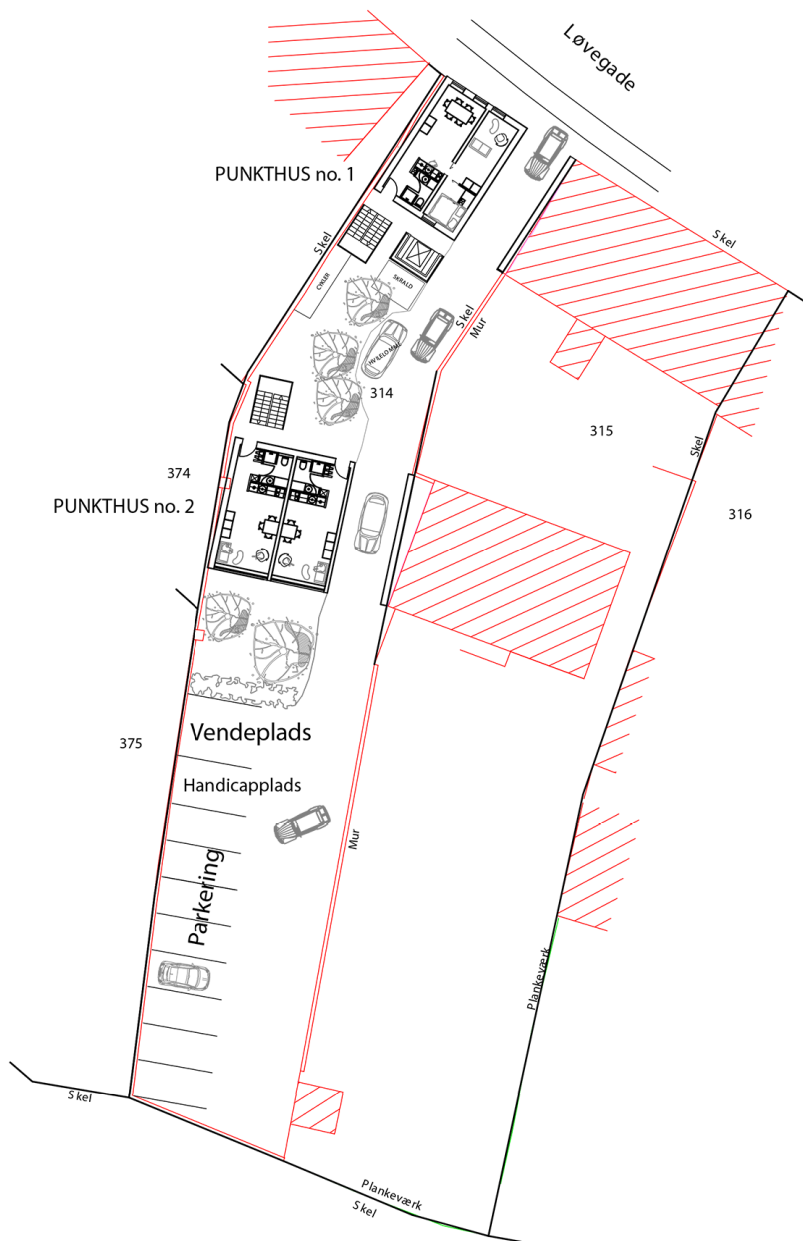 Løvegade
PUNKTHUS no. 1
Skel
Skel
CYKLER
SKRALD
Skel
Mur
314
315
Skel
374
PUNKTHUS no. 2
316
375
Vendeplads
Handicapplads
Mur
Parkering
Plankeværk
Skel
Plankeværk
Skel